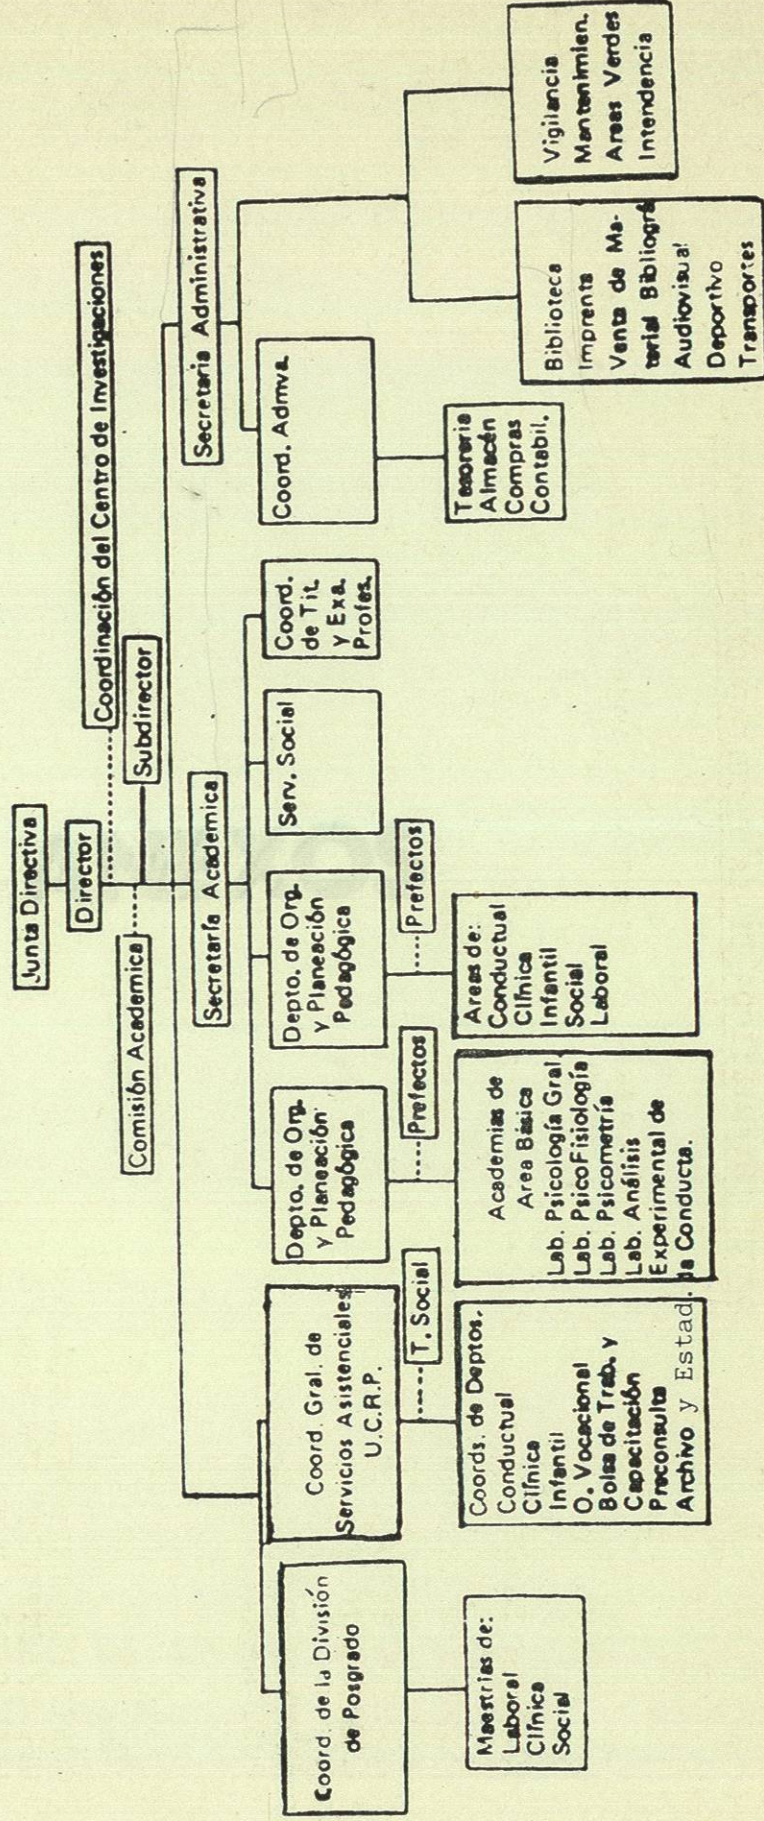 Junta Directiva
Director
Coordinación del Centro de Investigaciones
Subdirector
Comisión Academica
Secretaría Academica
Secretaria Administrativa
Coord. de la División
de Posgrado
Coord. Gral. de
Servicios Asistenciales
U.C.R.P.
Depto. de Org.
y Planeación
Pedagógica
Depto. de Org.
y Planeación
Pedagógica
Serv. Social
Coord.
de Tit.
y Exa.
Profes.
Coord. Admva.
T. Social
Prefectos
Prefectos
Maestrias de:
Laboral
Clínica
Social
Coords. de Deptos.
Conductual
Clínica
Infantil
O. Vocacional
Bolsa de Trab. y
Capacitación
Preconsulta
Archivo y Estad.
Academias de
Area Básica
Lab. Psicología Gral.
Lab. PsicoFisiología
Lab. Psicometría
Lab. Análisis
Experimental de
la Conducta.
Areas de:
Conductual
Clínica
Infantil
Social
Laboral
Tesoreria
Almacén
Compras
Contabil.
Biblioteca
Imprenta
Venta de Ma-
terial Bibliográ
Audiovisual
Deportivo
Transportes
Vigilancia
Mantenimien.
Areas Verdes
Intendencia